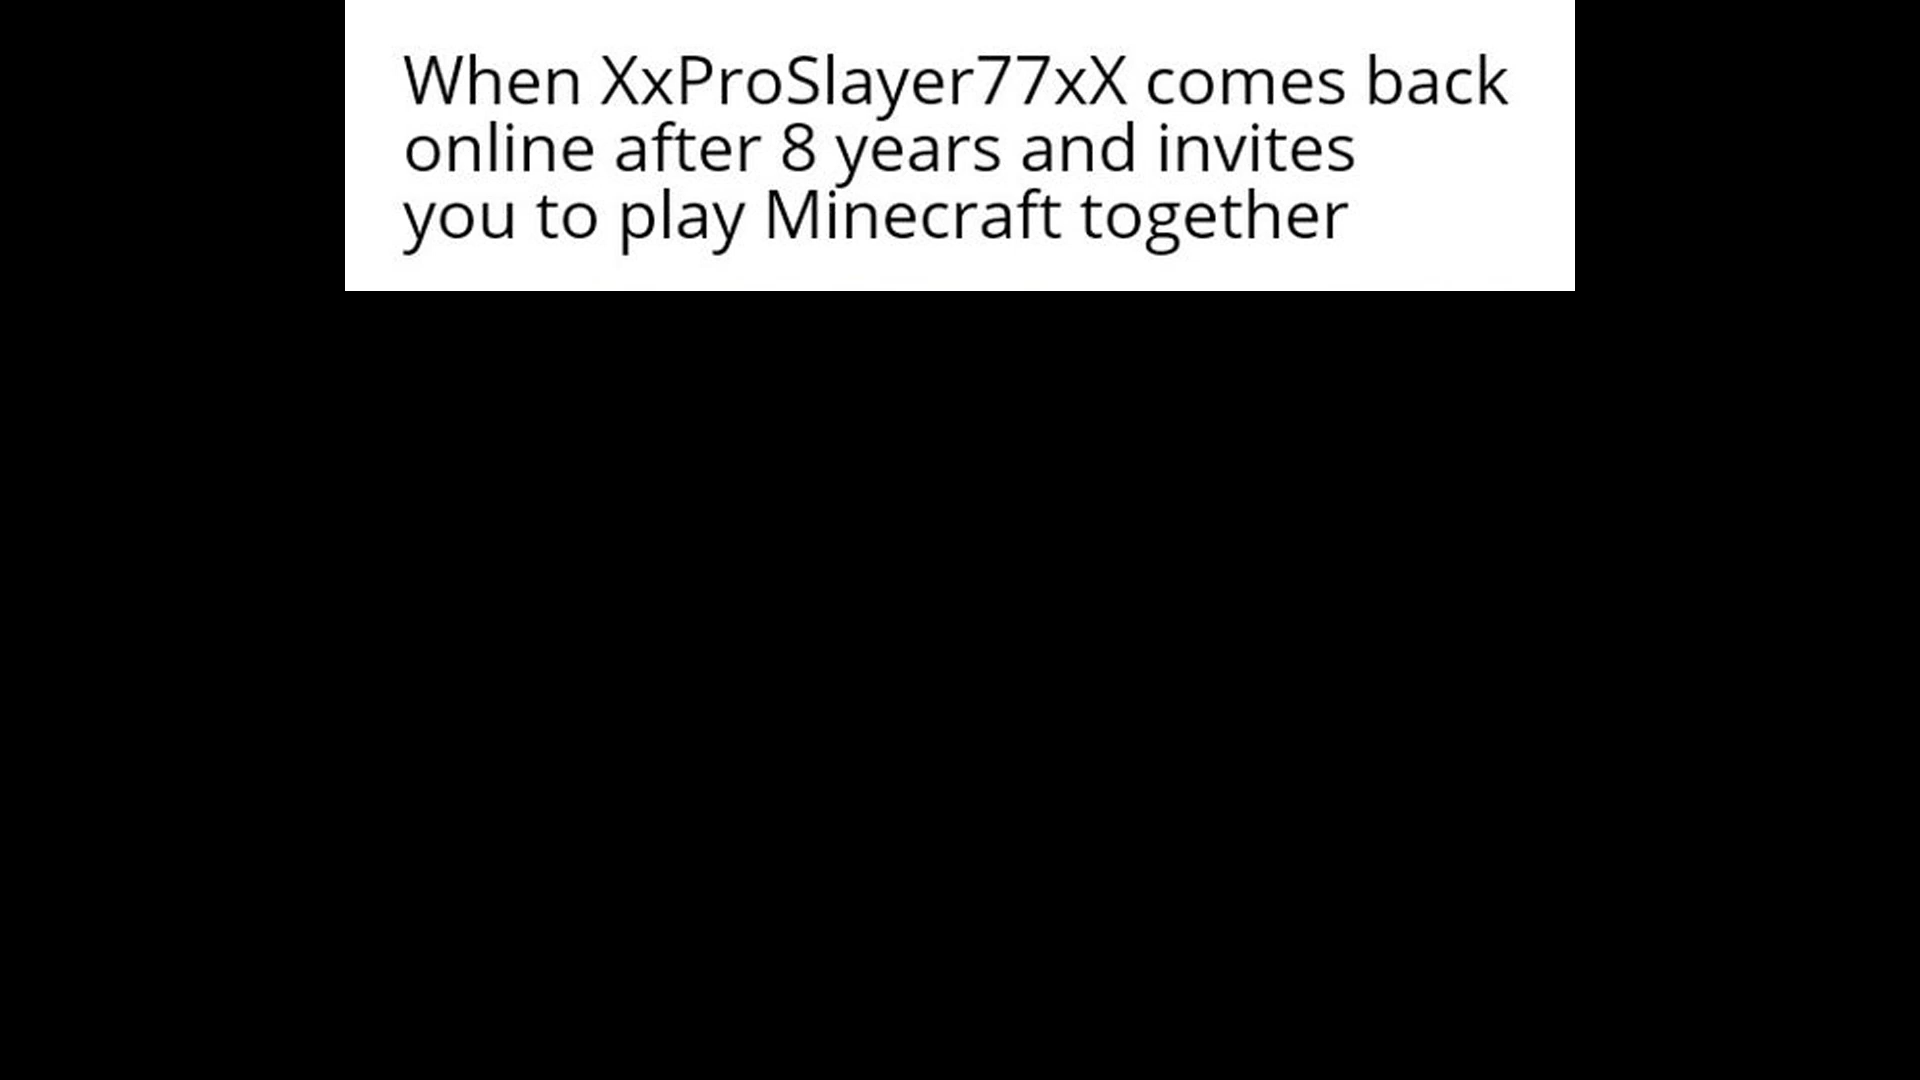 When XxProSlayer77xX comes back
online after 8 years and invites
you to play Minecraft together